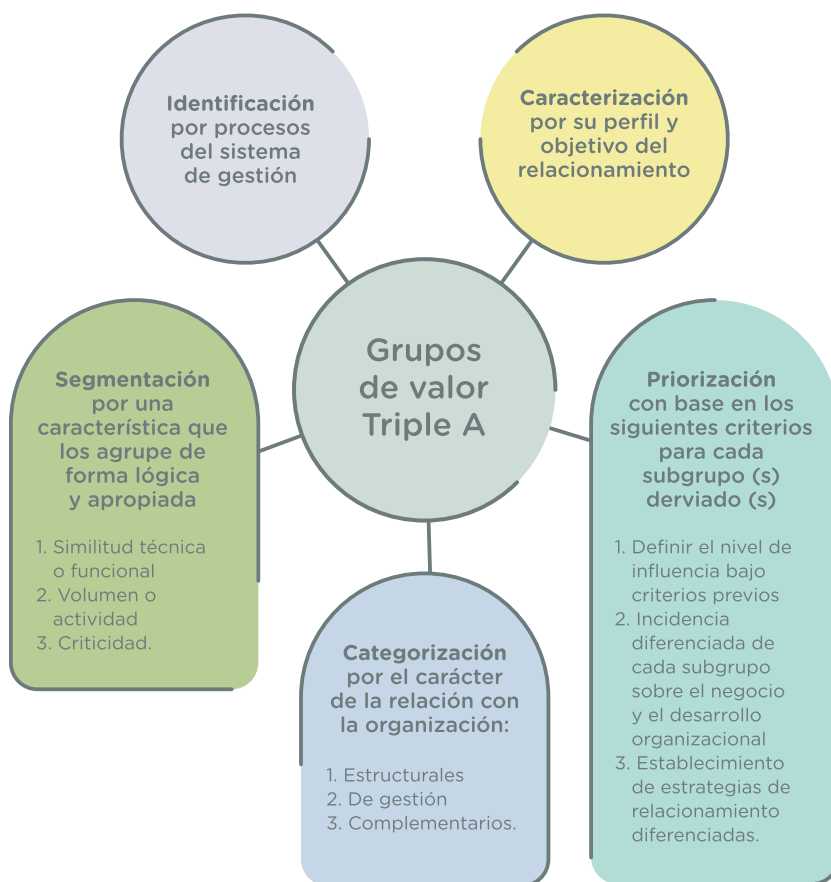 Identificación
por procesos
del sistema
de gestión
Caracterización
por su perfil y
objetivo del
relacionamiento
Grupos
de valor
Triple A
Segmentación
por una
característica que
los agrupe de
forma lógica
y apropiada
1. Similitud técnica
o funcional
2. Volumen o
actividad
3. Criticidad.
Categorización
por el carácter
de la relación con
la organización:
1. Estructurales
2. De gestión
3. Complementarios.
Priorización
con base en los
siguientes criterios
para cada
subgrupo (s)
derviado (s)
1. Definir el nivel de
influencia bajo
criterios previos
2. Incidencia
diferenciada de
cada subgrupo
sobre el negocio
y el desarrollo
organizacional
3. Establecimiento
de estrategias de
relacionamiento
diferenciadas.